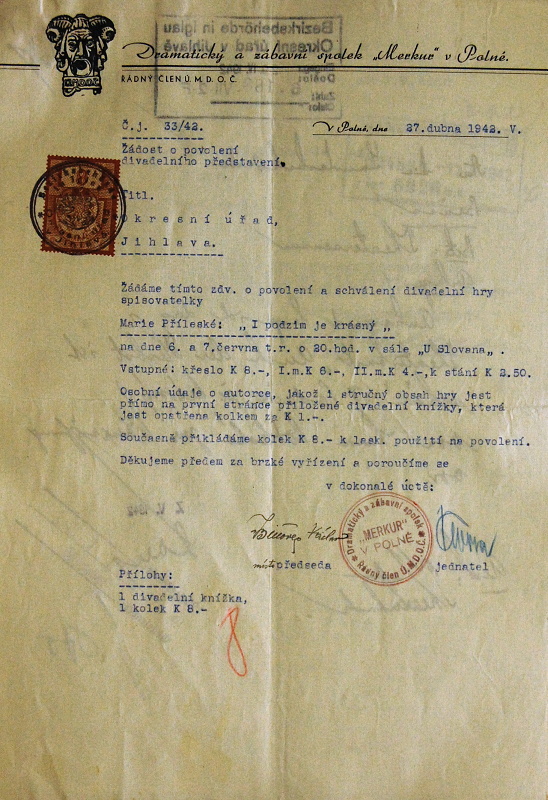 Dramatický a zábavní spolek „Merkur" v Polné.
ŘÁDNÝ ČLEN Ú. M. D. O. Č.
Bezirksbehörde in Iglau
Okresní úřad v Jihlavě
Č.j. 33/42.
V Polné, dne 27.dubna 1942. V.
Žádost o povolení
divadelního představení.
Titl.
Okresní úřad,
Jihlava.
Žádáme tímto zdv. o povolení a schválení divadelní hry
spisovatelky
Marie Příleské: „ I podzim je krásný „
na dne 6. a 7.června t.r. o 20.hod. v sále „U Slovana„ .
Vstupné: křeslo K 8.-, I.m.K 6.-, II.m.K 4.-,k stání K 2.50.
Osobní údaje o autorce, jakož i stručný obsah hry jest
přímo na první stránce přiložené divadelní knížky, která
jest opatřena kolkem za K 1.-.
Současně přikládáme kolek K 8.- k lask. použití na povolení.
Děkujeme předem za brzké vyřízení a poroučíme se
v dokonalé úctě:
Dramatický a zábavní spolek
„MERKUR"
V POLNÉ
Řádný člen Ú.M.D.O.Č.
místopředseda
jednatel
Přílohy:
1 divadelní knížka,
1 kolek K 8.-
8